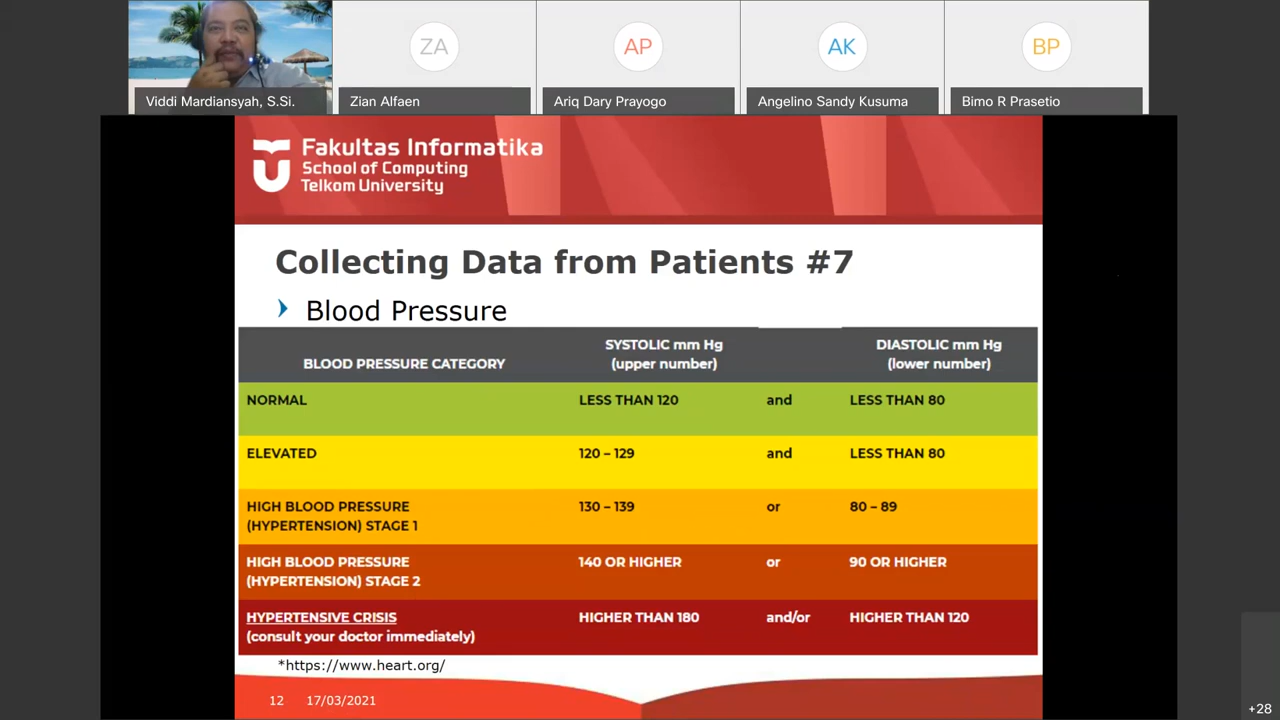 ZA
AP
AK
BP
Viddi Mardiansyah, S.Si.
Zian Alfaen
Ariq Dary Prayogo
Angelino Sandy Kusuma
Bimo R Prasetio
Fakultas Informatika
School of Computing
Telkom University
Collecting Data from Patients #7
Blood Pressure
BLOOD PRESSURE CATEGORY
SYSTOLIC mm Hg
(upper number)
DIASTOLIC mm Hg
(lower number)
NORMAL LESS THAN 120 and LESS THAN 80
ELEVATED 120 – 129 and LESS THAN 80
HIGH BLOOD PRESSURE 130 – 139 or 80 – 89
(HYPERTENSION) STAGE 1
HIGH BLOOD PRESSURE 140 OR HIGHER or 90 OR HIGHER
(HYPERTENSION) STAGE 2
HYPERTENSIVE CRISIS HIGHER THAN 180 and/or HIGHER THAN 120
(consult your doctor immediately)
*https://www.heart.org/
12 17/03/2021
+28